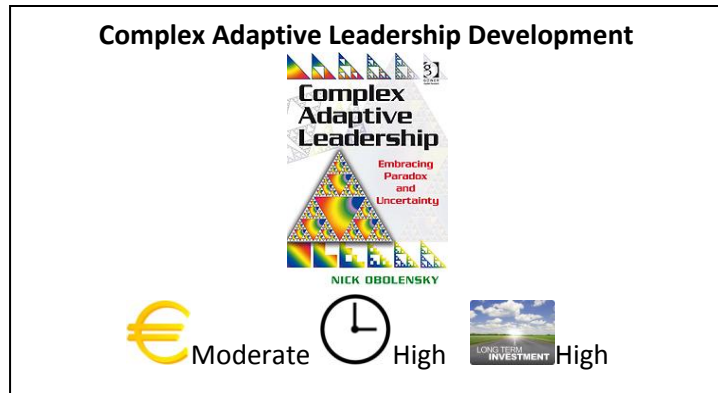 Complex Adaptive Leadership Development
Complex
Adaptive
Leadership
Embracing
Paradox
and
Uncertainty
NICK OBOLENSKY
Moderate
High
LONG TERM
INVESTMENT
High